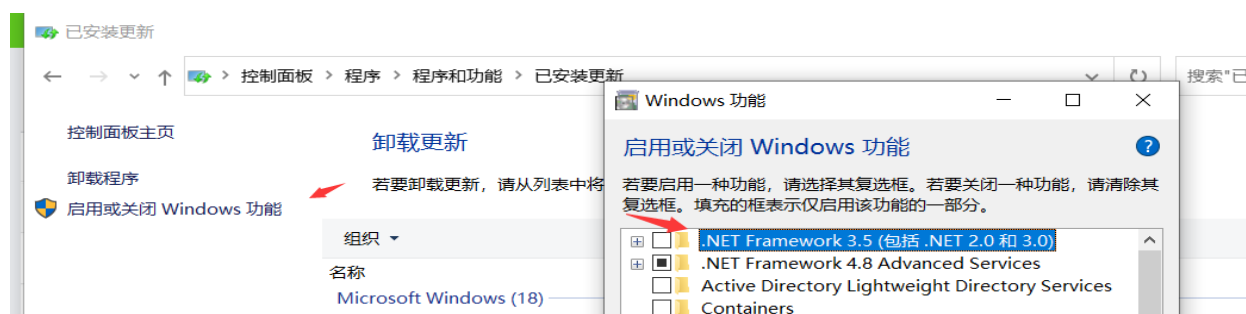 已安装更新
控制面板 > 程序 > 程序和功能 > 已安装更新
搜索"已
控制面板主页
卸载程序
启用或关闭 Windows 功能
卸载更新
若要卸载更新，请从列表中将
组织
名称
Microsoft Windows (18)
Windows 功能
启用或关闭 Windows 功能
若要启用一种功能，请选择其复选框。若要关闭一种功能，请清除其
复选框。填充的框表示仅启用该功能的一部分。
.NET Framework 3.5 (包括 .NET 2.0 和 3.0)
.NET Framework 4.8 Advanced Services
Active Directory Lightweight Directory Services
Containers